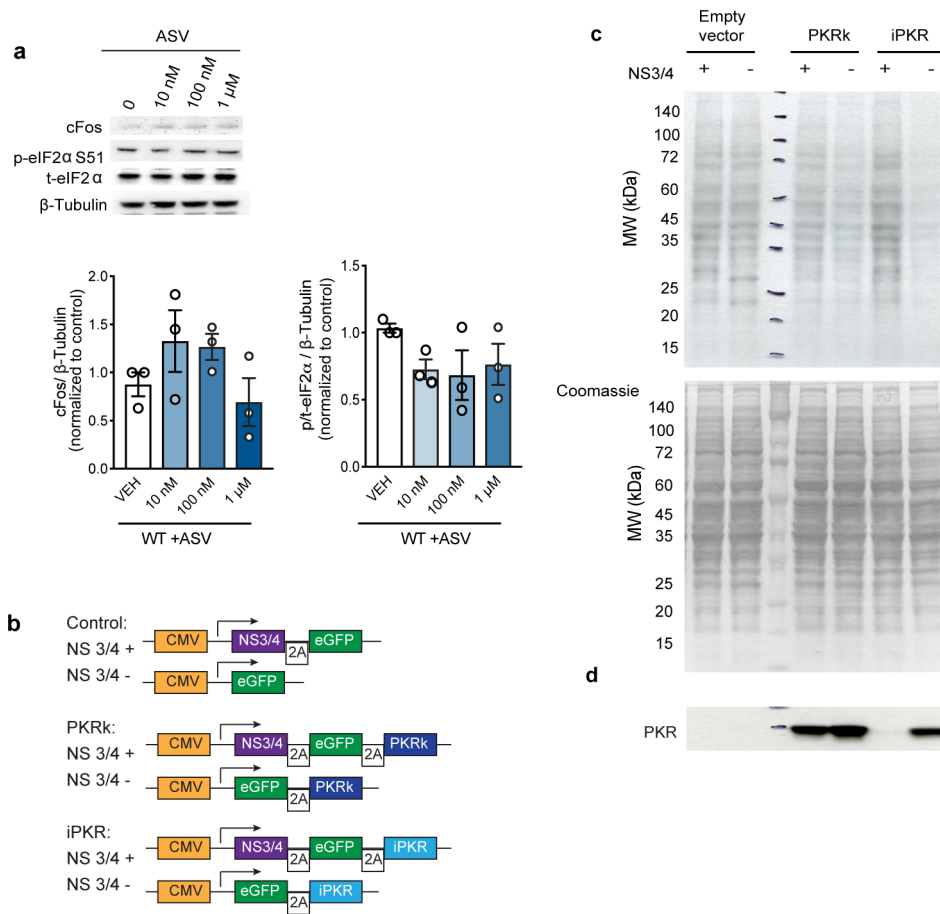 a
ASV
0
10 nM
100 nM
1 µM
cFos
p-eIF2α S51
t-eIF2 α
β-Tubulin
cFos/ β-Tubulin
(normalized to control)
2.0
1.5
1.0
0.5
0.0
VEH
10 nM
100 nM
1 µM
WT +ASV
p/t-eIF2α / β-Tubulin
(normalized to control)
1.5
1.0
0.5
0.0
VEH
10 nM
100 nM
1 µM
WT +ASV
b
Control:
NS 3/4 +
CMV NS3/4 2A eGFP
NS 3/4 -
CMV eGFP
PKRk:
NS 3/4 +
CMV NS3/4 2A eGFP 2A PKRk
NS 3/4 -
CMV eGFP 2A PKRk
iPKR:
NS 3/4 +
CMV NS3/4 2A eGFP 2A iPKR
NS 3/4 -
CMV eGFP 2A iPKR
c
Empty
vector
PKRk
iPKR
NS3/4
+ - + - + -
MW (kDa)
140
100
72
60
45
35
25
20
15
Coomassie
MW (kDa)
140
100
72
60
45
35
25
20
15
d
PKR